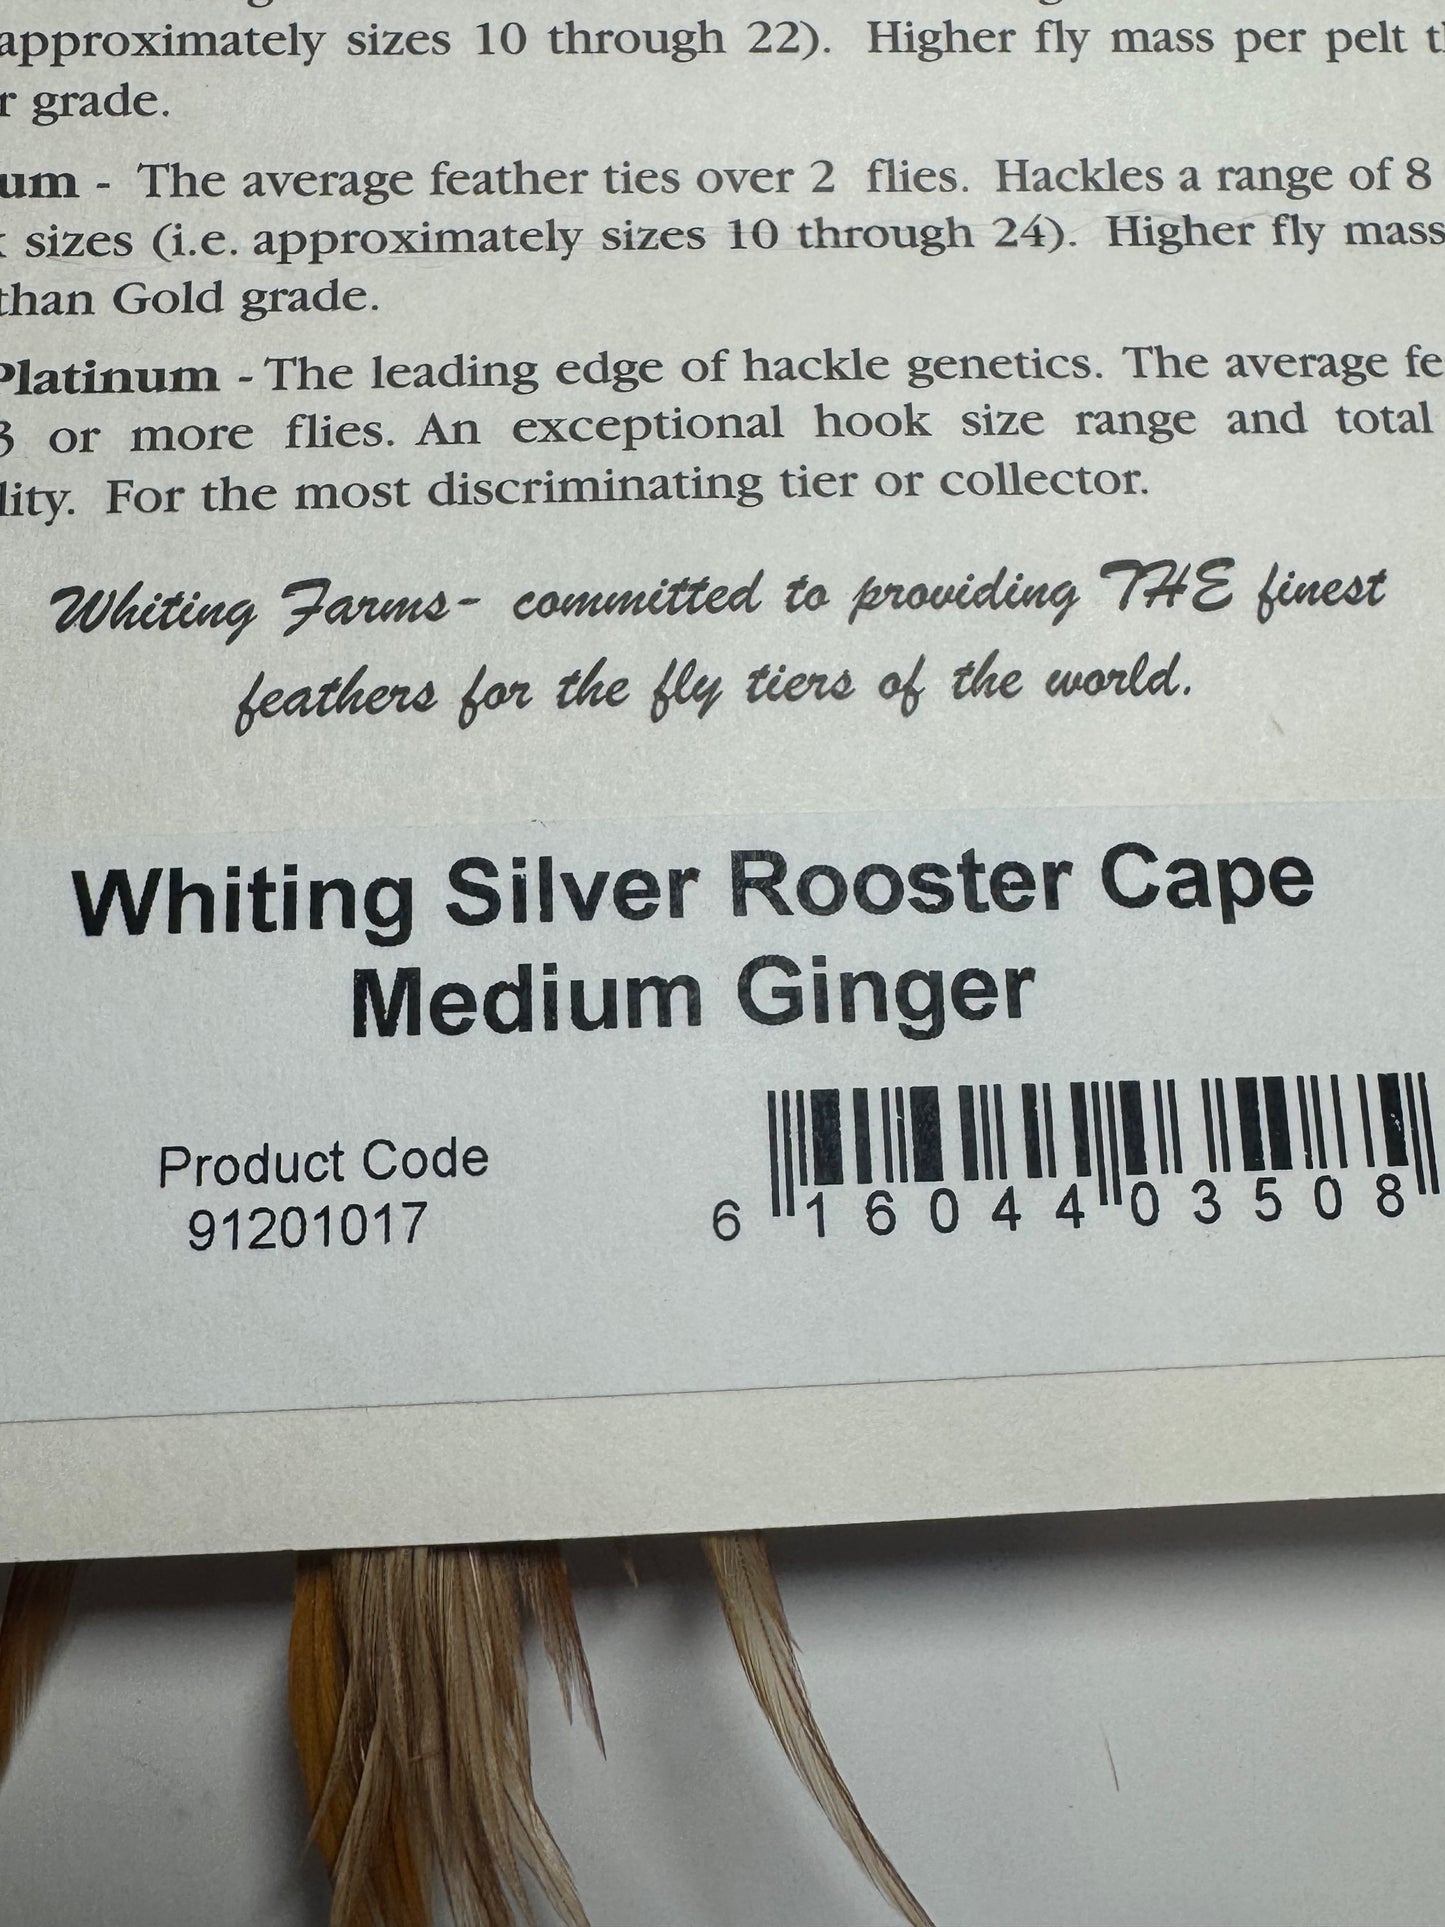 approximately sizes 10 through 22). Higher fly mass per pelt
grade.
- The average feather ties over 2 flies. Hackles a range of 8
sizes (i.e. approximately sizes 10 through 24). Higher fly mass
than Gold grade.
Platinum - The leading edge of hackle genetics. The average
3 or more flies. An exceptional hook size range and total
For the most discriminating tier or collector.
Whiting Farms- committed to providing THE finest
feathers for the fly tiers of the world.
Whiting Silver Rooster Cape
Medium Ginger
Product Code
91201017
6 16044 03508